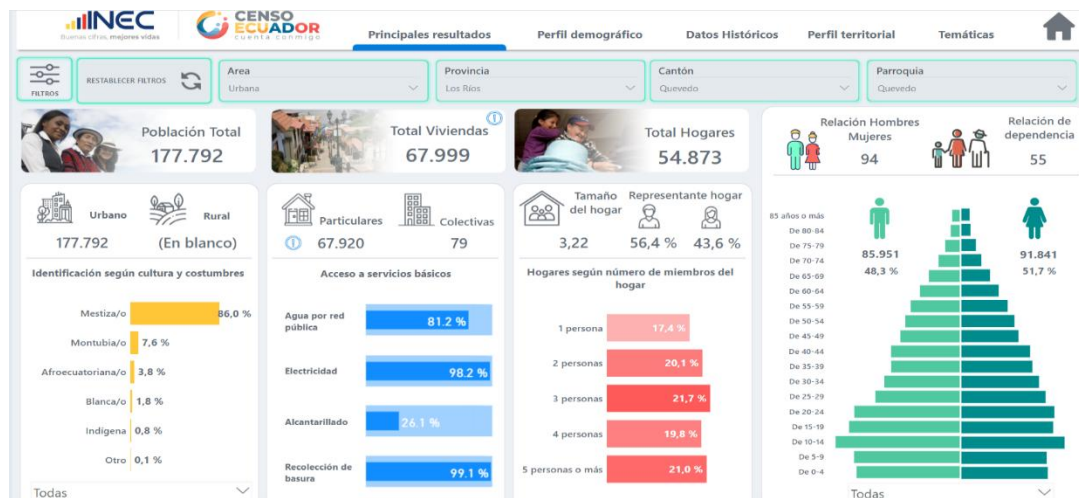 INEC
Buenas cifras, mejores vidas
CENSO
ECUADOR
cuenta conmigo
Principales resultados
Perfil demográfico
Datos Históricos
Perfil territorial
Temáticas
FILTROS
RESTABLECER FILTROS
Area
Urbana
Provincia
Los Ríos
Cantón
Quevedo
Parroquia
Quevedo
Población Total
177.792
Total Viviendas
67.999
Total Hogares
54.873
Relación Hombres
Mujeres
94
Relación de
dependencia
55
Urbano
177.792
Rural
(En blanco)
Particulares
67.920
Colectivas
79
Tamaño
del hogar
3,22
Representante hogar
56,4 %
43,6 %
Identificación según cultura y costumbres
Mestiza/o 86,0 %
Montubia/o 7,6 %
Afroecuatoriana/o 3,8 %
Blanca/o 1,8 %
Indígena 0,8 %
Otro 0,1 %
Todas
Acceso a servicios básicos
Agua por red
pública
81.2 %
Electricidad 98.2 %
Alcantarillado 26.1 %
Recolección de
basura
99.1 %
Hogares según número de miembros del
hogar
1 persona 17,4 %
2 personas 20,1 %
3 personas 21,7 %
4 personas 19,8 %
5 personas o más 21,0 %
85.951
48,3 %
91.841
51,7 %
85 años o más
De 80-84
De 75-79
De 70-74
De 65-69
De 60-64
De 55-59
De 50-54
De 45-49
De 40-44
De 35-39
De 30-34
De 25-29
De 20-24
De 15-19
De 10-14
De 5-9
De 0-4
Todas